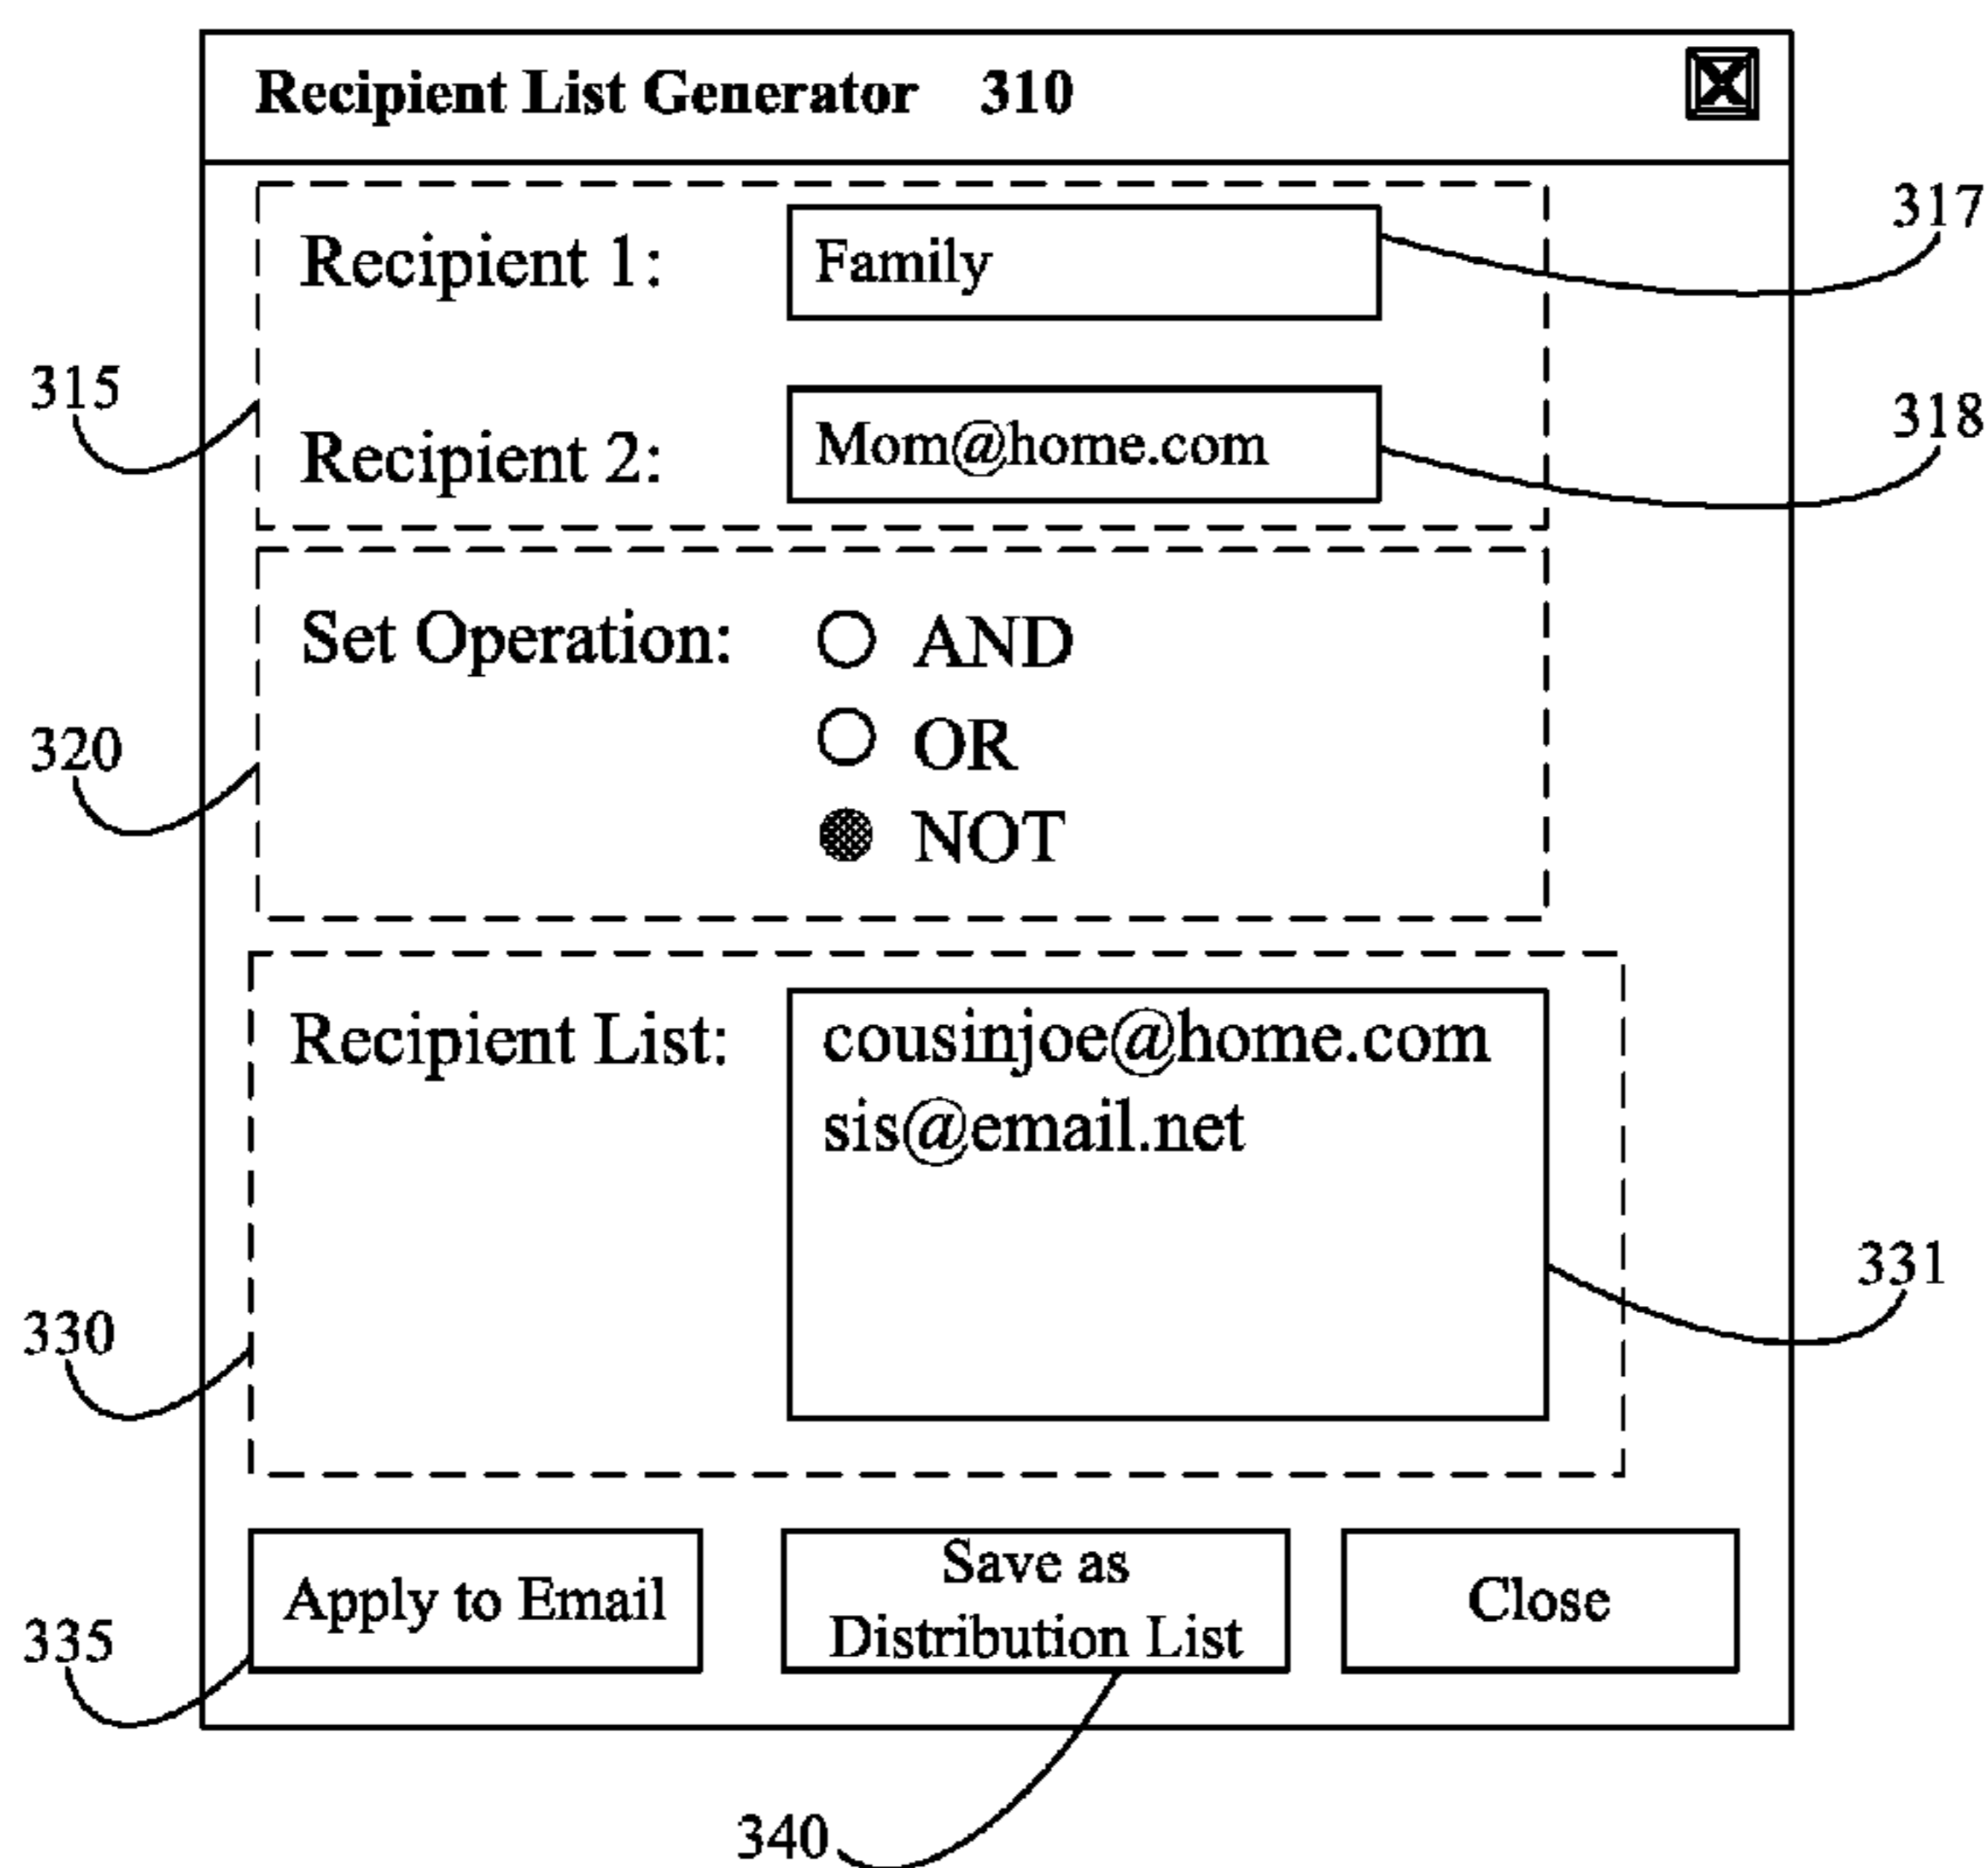 Recipient List Generator 310
317
Recipient 1: Family
315
318
Recipient 2: Mom@home.com
Set Operation: AND
320
OR
NOT
Recipient List: cousinjoe@home.com
sis@email.net
331
330
Apply to Email
Save as
Distribution List
Close
335
340